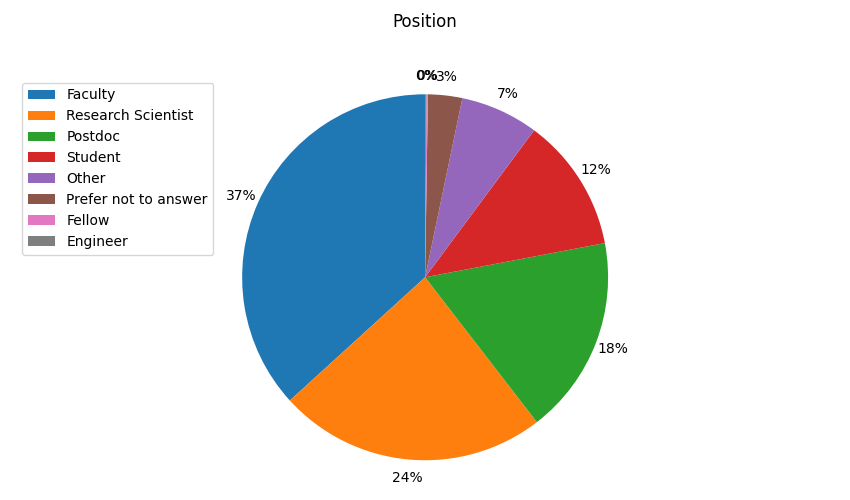 Position
Faculty
Research Scientist
Postdoc
Student
Other
Prefer not to answer
Fellow
Engineer
0%
0%
3%
7%
12%
37%
18%
24%